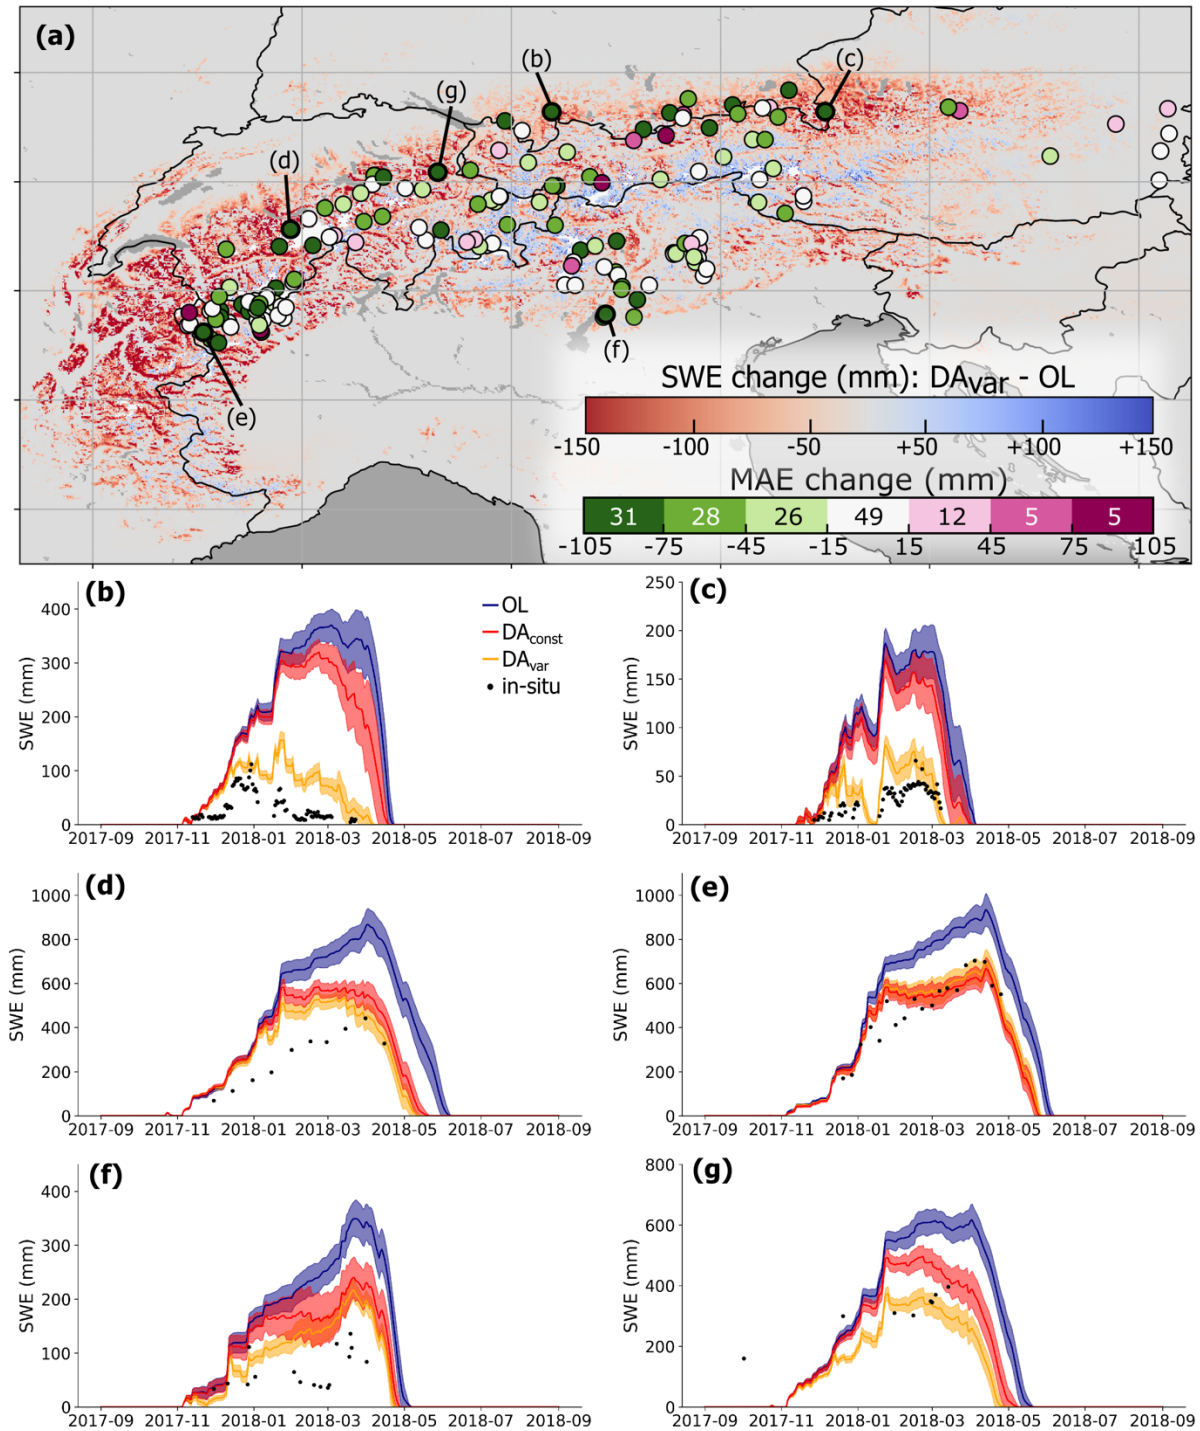 (a)
(b)
(c)
(g)
(d)
(f)
(e)
SWE change (mm): DAvar - OL
-150 -100 -50 +50 +100 +150
MAE change (mm)
31 28 26 49 12 5 5
-105 -75 -45 -15 15 45 75 105
(b)
OL
DAconst
DAvar
in-situ
SWE (mm)
400
300
200
100
0
2017-09 2017-11 2018-01 2018-03 2018-05 2018-07 2018-09
(c)
SWE (mm)
250
200
150
100
50
0
2017-09 2017-11 2018-01 2018-03 2018-05 2018-07 2018-09
(d)
SWE (mm)
1000
800
600
400
200
0
2017-09 2017-11 2018-01 2018-03 2018-05 2018-07 2018-09
(e)
SWE (mm)
1000
800
600
400
200
0
2017-09 2017-11 2018-01 2018-03 2018-05 2018-07 2018-09
(f)
SWE (mm)
400
300
200
100
0
2017-09 2017-11 2018-01 2018-03 2018-05 2018-07 2018-09
(g)
SWE (mm)
800
600
400
200
0
2017-09 2017-11 2018-01 2018-03 2018-05 2018-07 2018-09